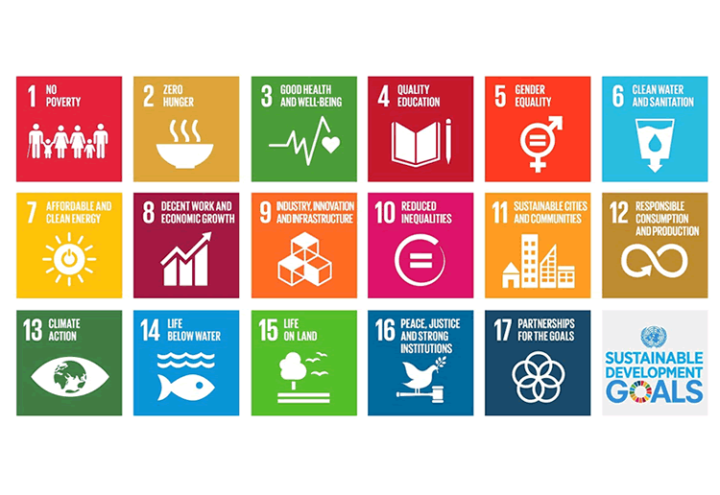 1 NO
POVERTY
2 ZERO
HUNGER
3 GOOD HEALTH
AND WELL-BEING
4 QUALITY
EDUCATION
5 GENDER
EQUALITY
6 CLEAN WATER
AND SANITATION
7 AFFORDABLE AND
CLEAN ENERGY
8 DECENT WORK AND
ECONOMIC GROWTH
9 INDUSTRY, INNOVATION
AND INFRASTRUCTURE
10 REDUCED
INEQUALITIES
11 SUSTAINABLE CITIES
AND COMMUNITIES
12 RESPONSIBLE
CONSUMPTION
AND PRODUCTION
13 CLIMATE
ACTION
14 LIFE
BELOW WATER
15 LIFE
ON LAND
16 PEACE, JUSTICE
AND STRONG
INSTITUTIONS
17 PARTNERSHIPS
FOR THE GOALS
SUSTAINABLE
DEVELOPMENT
GOALS